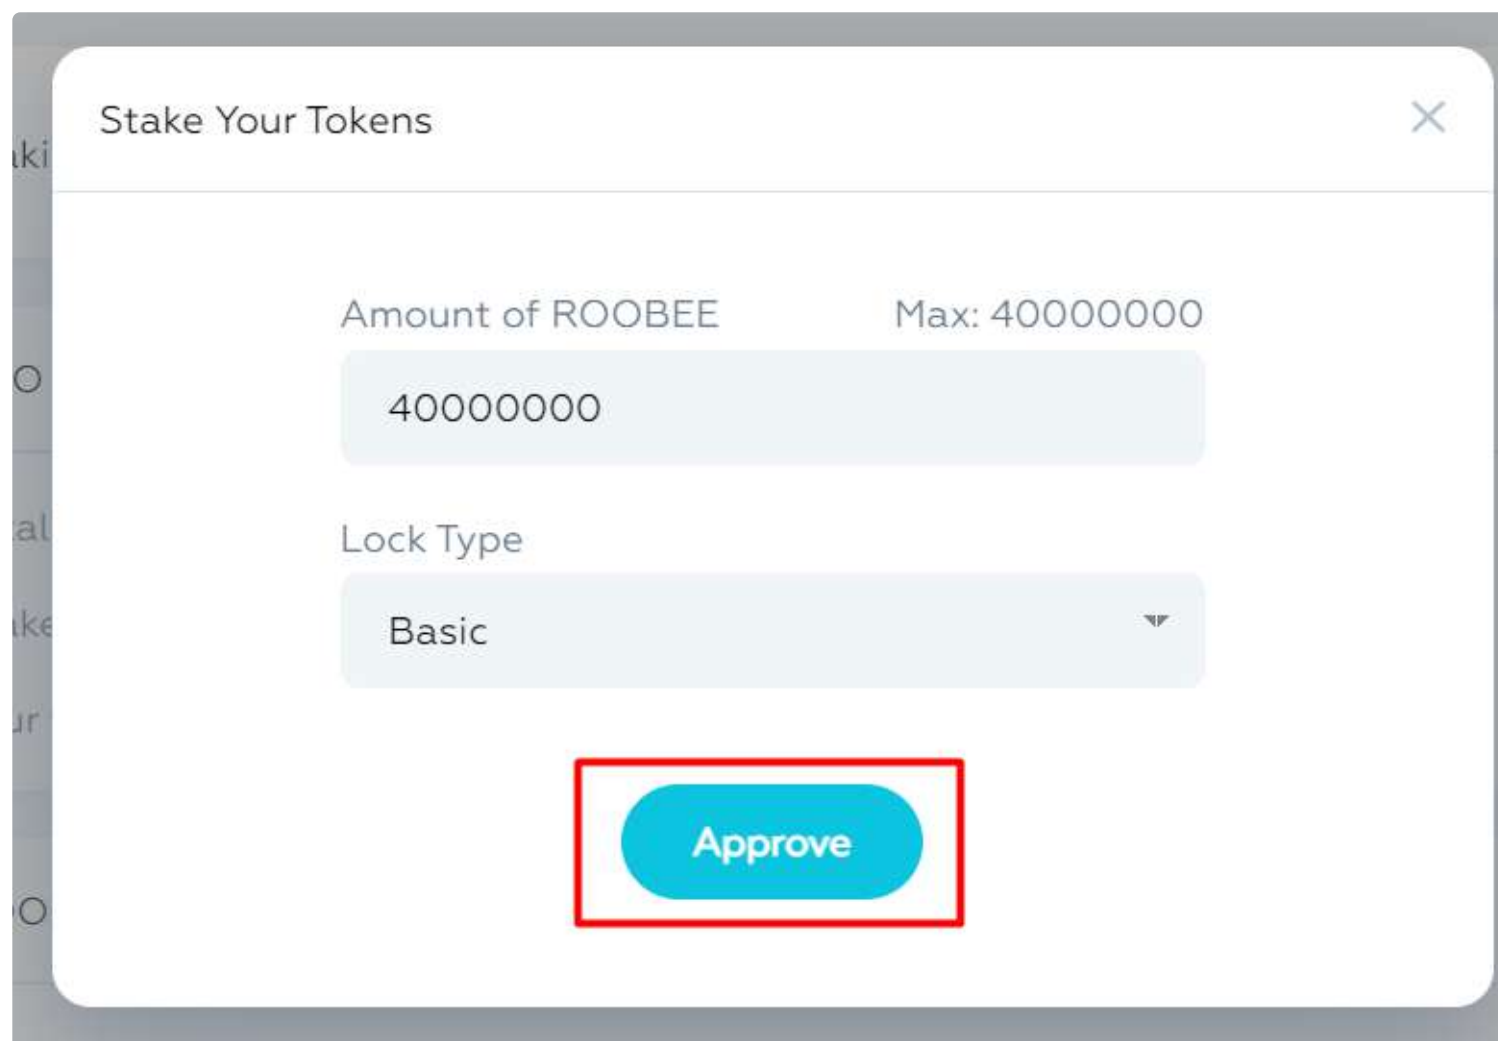 Stake Your Tokens
Amount of ROOBEE Max: 40000000
40000000
Lock Type
Basic
Approve